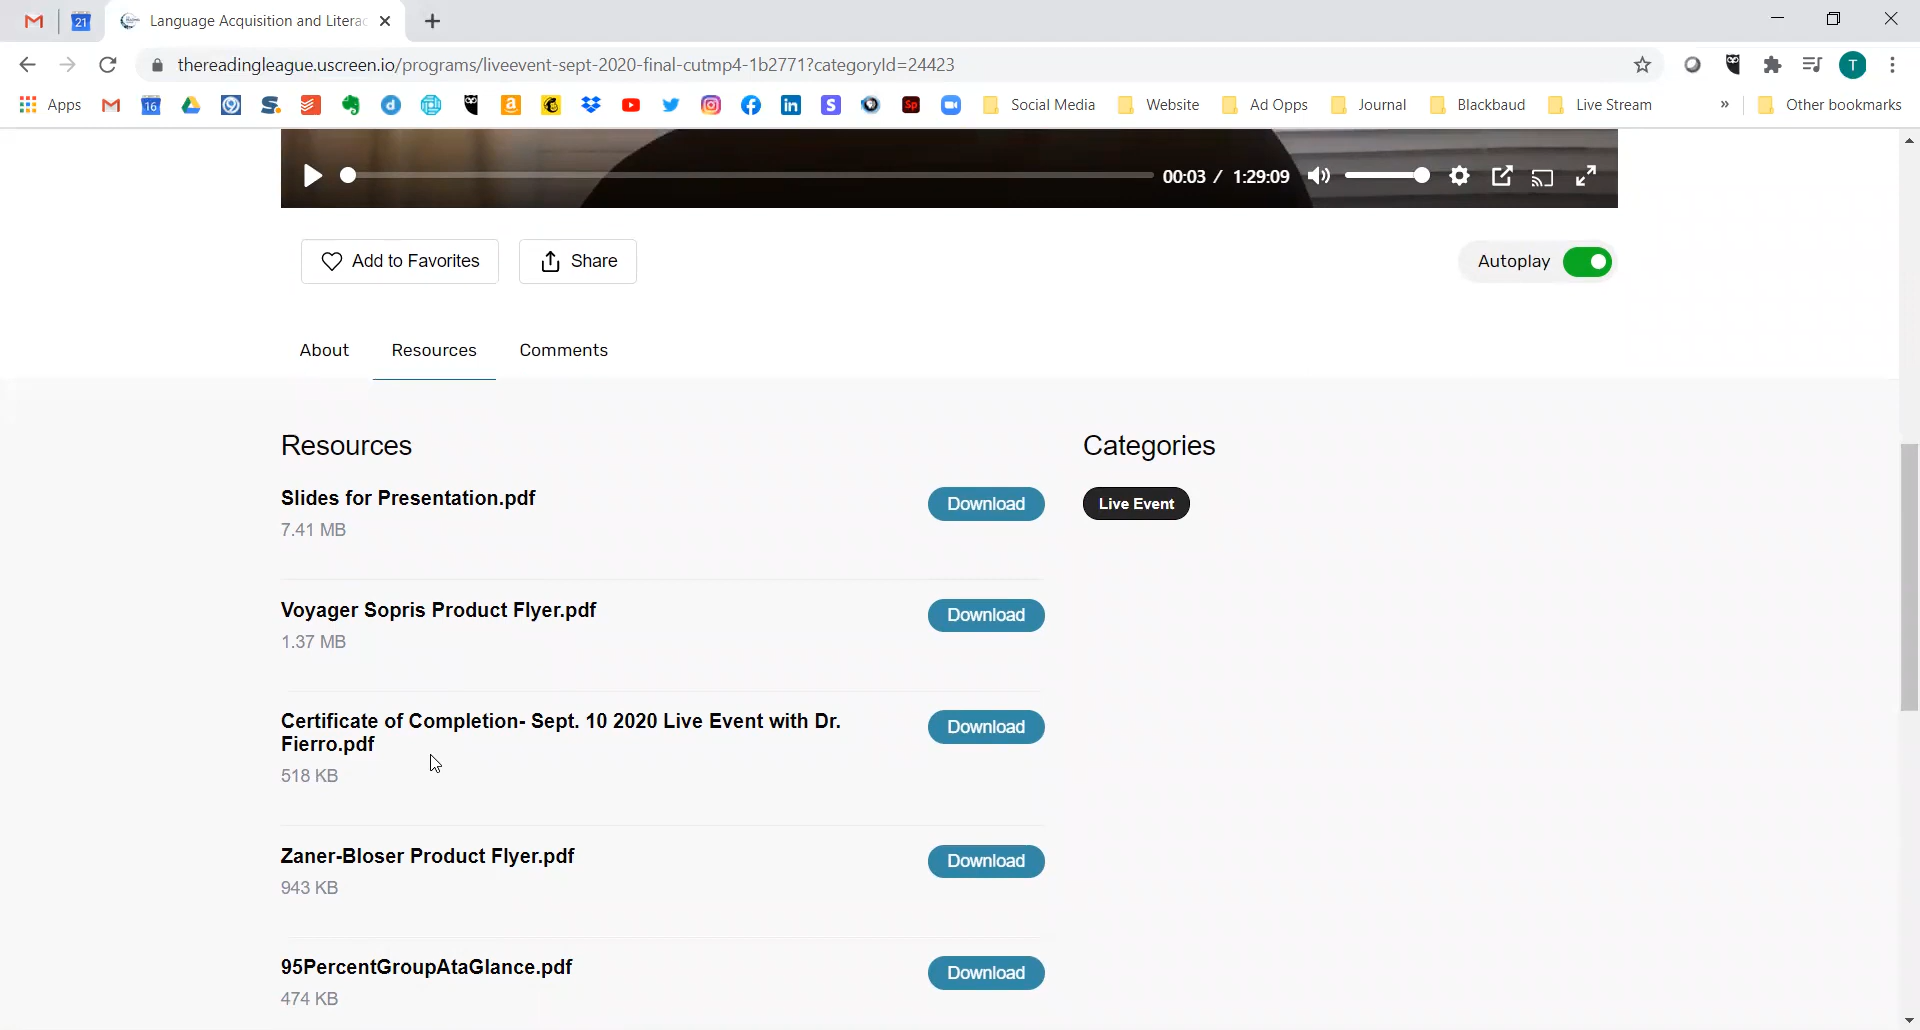 21
Language Acquisition and Literac
thereadingleague.uscreen.io/programs/liveevent-sept-2020-final-cutmp4-1b2771?categoryId=24423
T
Apps
16
Social Media
Website
Ad Opps
Journal
Blackbaud
Live Stream
»
Other bookmarks
00:03 / 1:29:09
Add to Favorites
Share
Autoplay
About
Resources
Comments
Resources
Categories
Slides for Presentation.pdf
Download
Live Event
7.41 MB
Voyager Sopris Product Flyer.pdf
Download
1.37 MB
Certificate of Completion- Sept. 10 2020 Live Event with Dr.
Fierro.pdf
Download
518 KB
Zaner-Bloser Product Flyer.pdf
Download
943 KB
95PercentGroupAtaGlance.pdf
Download
474 KB